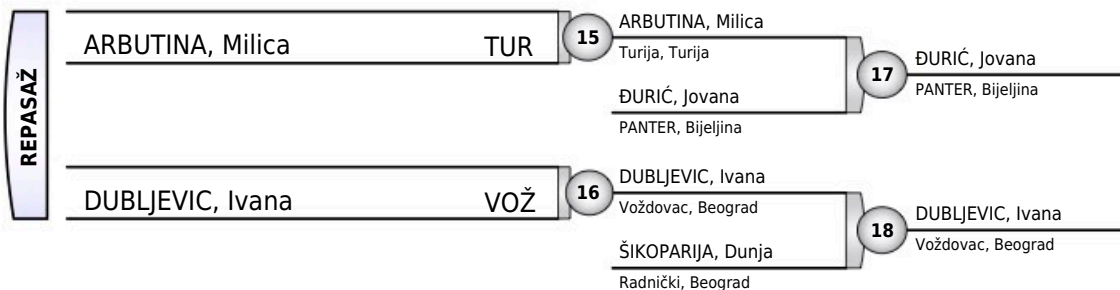 REPASAŽ
ARBUTINA, Milica TUR
15
ARBUTINA, Milica
Turija, Turija
ĐURIĆ, Jovana
PANTER, Bijeljina
17
ĐURIĆ, Jovana
PANTER, Bijeljina
DUBLJEVIC, Ivana VOŽ
16
DUBLJEVIC, Ivana
Voždovac, Beograd
ŠIKOPARIJA, Dunja
Radnički, Beograd
18
DUBLJEVIC, Ivana
Voždovac, Beograd